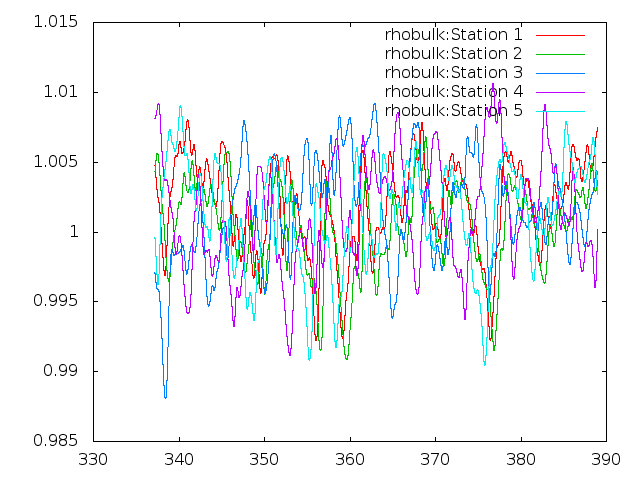 1.015
1.01
1.005
1
0.995
0.99
0.985
330
340
350
360
370
380
390
rhobulk:Station 1
rhobulk:Station 2
rhobulk:Station 3
rhobulk:Station 4
rhobulk:Station 5